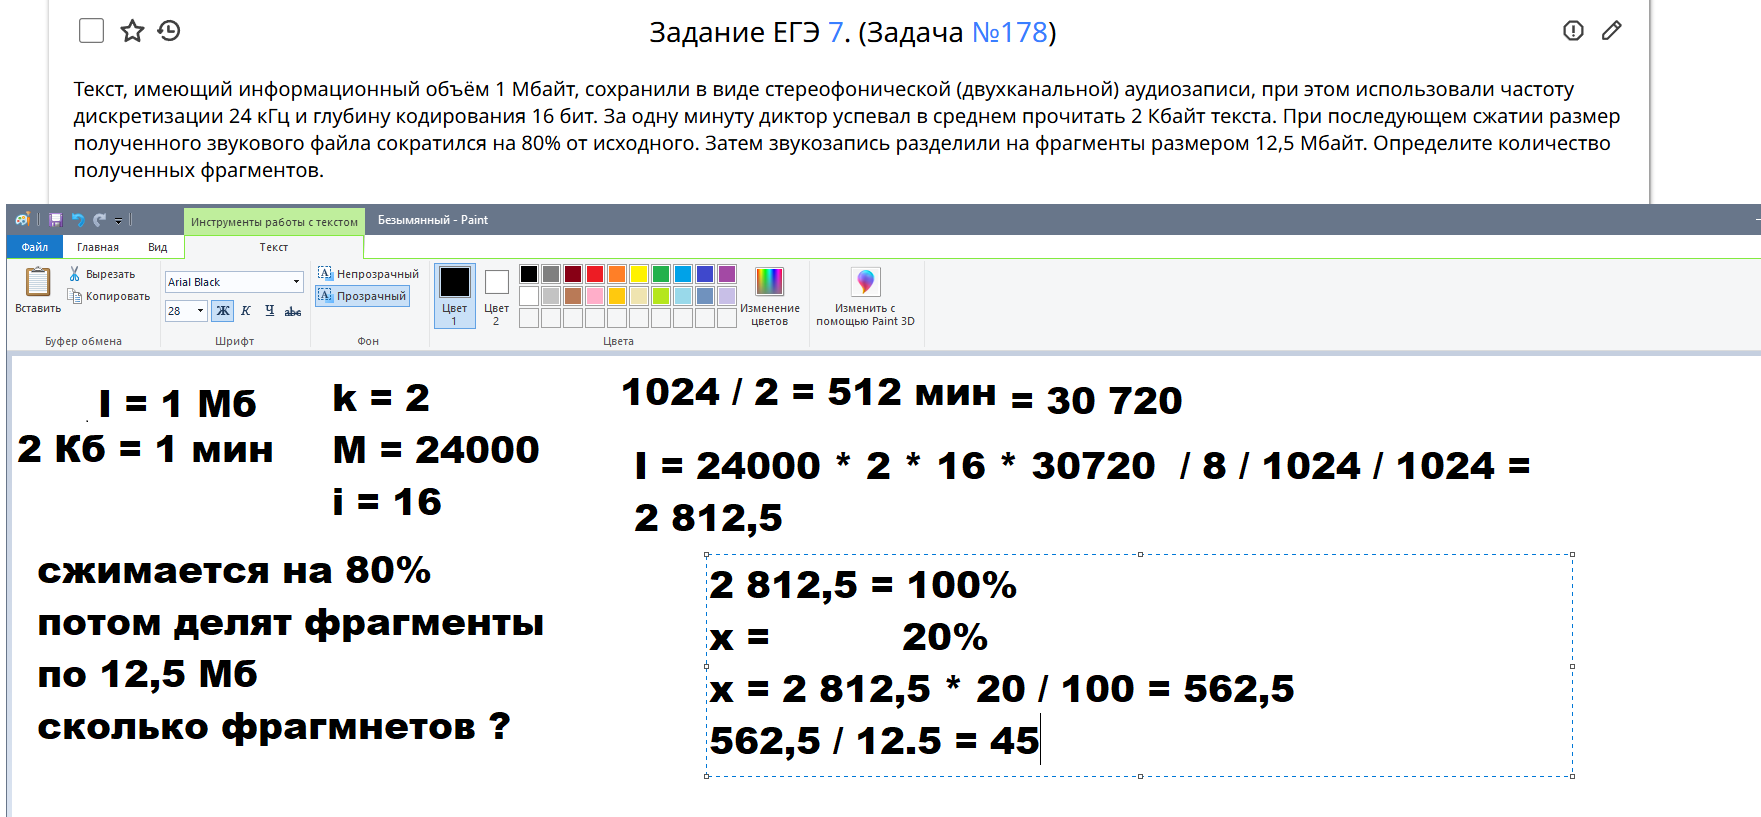 Задание ЕГЭ 7. (Задача №178)
Текст, имеющий информационный объём 1 Мбайт, сохранили в виде стереофонической (двухканальной) аудиозаписи, при этом использовали частоту
дискретизации 24 кГц и глубину кодирования 16 бит. За одну минуту диктор успевал в среднем прочитать 2 Кбайт текста. При последующем сжатии размер
полученного звукового файла сократился на 80% от исходного. Затем звукозапись разделили на фрагменты размером 12,5 Мбайт. Определите количество
полученных фрагментов.
Инструменты работы с текстом
Безымянный - Paint
Файл
Главная
Вид
Текст
Вставить
Вырезать
Копировать
Буфер обмена
Arial Black
28
Ж К Ч abc
Шрифт
Непрозрачный
Прозрачный
Фон
Цвет
1
Цвет
2
Цвета
Изменение
цветов
Изменить с
помощью Paint 3D
I = 1 Мб
2 Кб = 1 мин
k = 2
M = 24000
i = 16
1024 / 2 = 512 мин = 30 720
I = 24000 * 2 * 16 * 30720 / 8 / 1024 / 1024 =
2 812,5
сжимается на 80%
потом делят фрагменты
по 12,5 Мб
сколько фрагмнетов ?
2 812,5 = 100%
x = 20%
x = 2 812,5 * 20 / 100 = 562,5
562,5 / 12.5 = 45